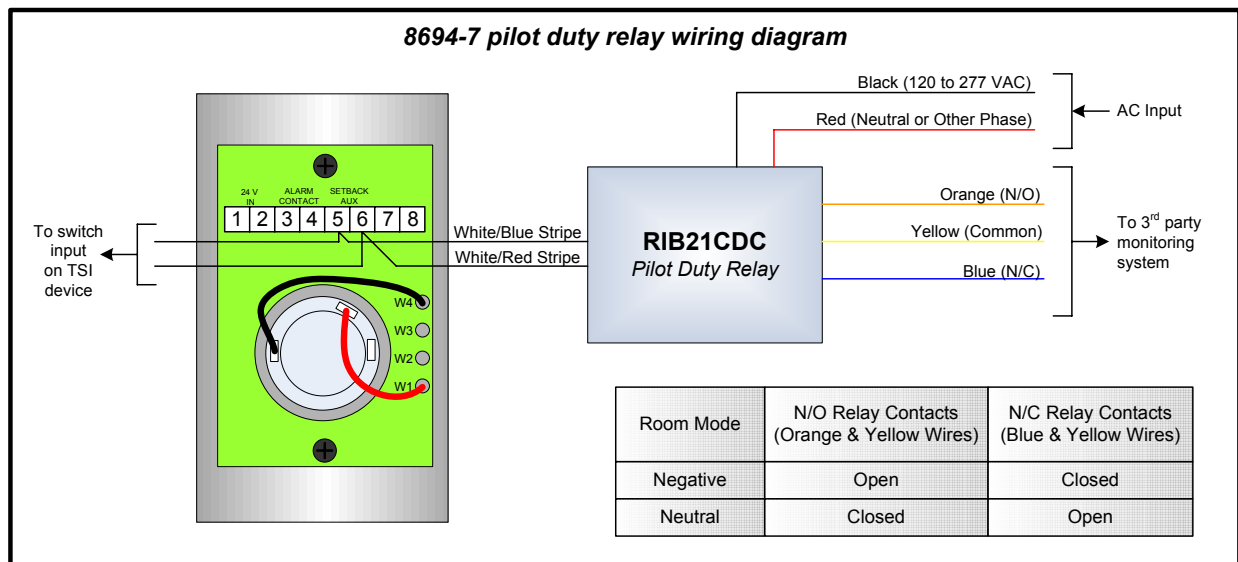 8694-7 pilot duty relay wiring diagram
Black (120 to 277 VAC)
Red (Neutral or Other Phase)
AC Input
24 V
IN
ALARM
CONTACT
SETBACK
AUX
1 2 3 4 5 6 7 8
To switch
input
on TSI
device
White/Blue Stripe
White/Red Stripe
W4
W3
W2
W1
RIB21CDC
Pilot Duty Relay
Orange (N/O)
Yellow (Common)
Blue (N/C)
To 3rd party
monitoring
system
Room Mode
N/O Relay Contacts
(Orange & Yellow Wires)
N/C Relay Contacts
(Blue & Yellow Wires)
Negative Open Closed
Neutral Closed Open